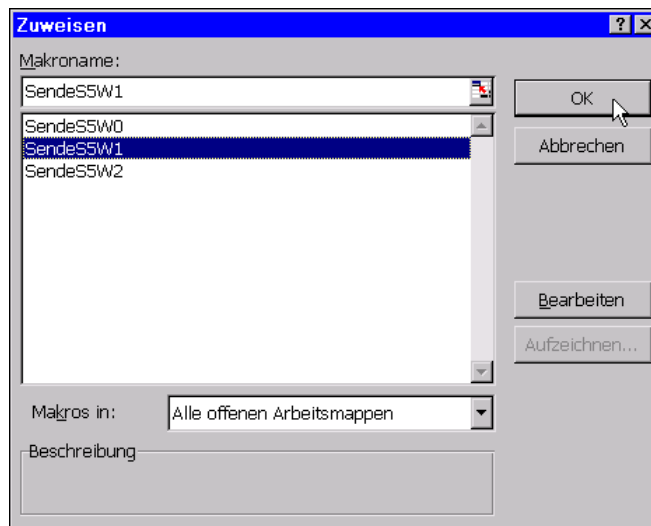 Zuweisen
Makroname:
SendeS5W1
OK
SendeS5W0
SendeS5W1
Abbrechen
SendeS5W2
Bearbeiten
Aufzeichnen...
Makros in:
Alle offenen Arbeitsmappen
Beschreibung